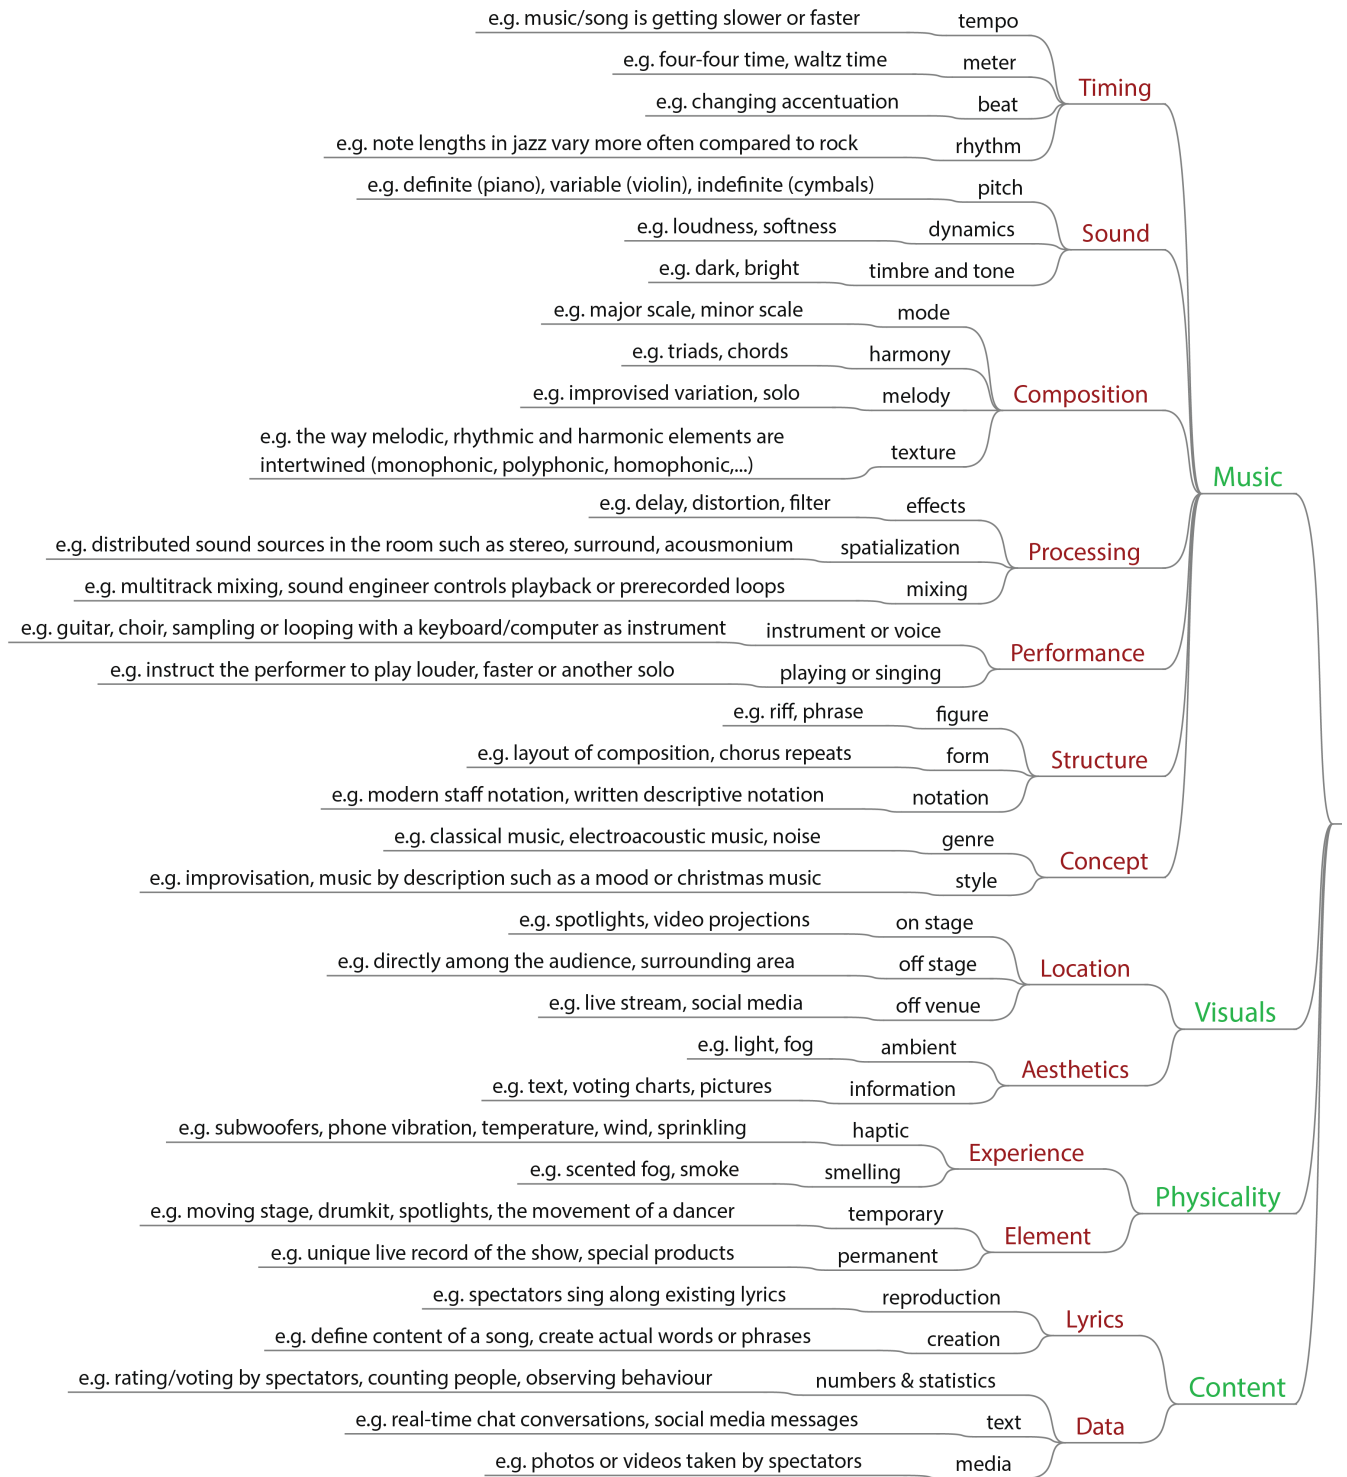 e.g. music/song is getting slower or faster
tempo
e.g. four-four time, waltz time
meter
Timing
e.g. changing accentuation
beat
e.g. note lengths in jazz vary more often compared to rock
rhythm
e.g. definite (piano), variable (violin), indefinite (cymbals)
pitch
e.g. loudness, softness
dynamics
Sound
e.g. dark, bright
timbre and tone
e.g. major scale, minor scale
mode
e.g. triads, chords
harmony
e.g. improvised variation, solo
melody
Composition
e.g. the way melodic, rhythmic and harmonic elements are
intertwined (monophonic, polyphonic, homophonic,...)
texture
Music
e.g. delay, distortion, filter
effects
e.g. distributed sound sources in the room such as stereo, surround, acousmonium
spatialization
Processing
e.g. multitrack mixing, sound engineer controls playback or prerecorded loops
mixing
e.g. guitar, choir, sampling or looping with a keyboard/computer as instrument
instrument or voice
Performance
e.g. instruct the performer to play louder, faster or another solo
playing or singing
e.g. riff, phrase
figure
e.g. layout of composition, chorus repeats
form
Structure
e.g. modern staff notation, written descriptive notation
notation
e.g. classical music, electroacoustic music, noise
genre
Concept
e.g. improvisation, music by description such as a mood or christmas music
style
e.g. spotlights, video projections
on stage
e.g. directly among the audience, surrounding area
off stage
Location
e.g. live stream, social media
off venue
Visuals
e.g. light, fog
ambient
Aesthetics
e.g. text, voting charts, pictures
information
e.g. subwoofers, phone vibration, temperature, wind, sprinkling
haptic
Experience
e.g. scented fog, smoke
smelling
Physicality
e.g. moving stage, drumkit, spotlights, the movement of a dancer
temporary
Element
e.g. unique live record of the show, special products
permanent
e.g. spectators sing along existing lyrics
reproduction
Lyrics
e.g. define content of a song, create actual words or phrases
creation
Content
e.g. rating/voting by spectators, counting people, observing behaviour
numbers & statistics
e.g. real-time chat conversations, social media messages
text
Data
e.g. photos or videos taken by spectators
media